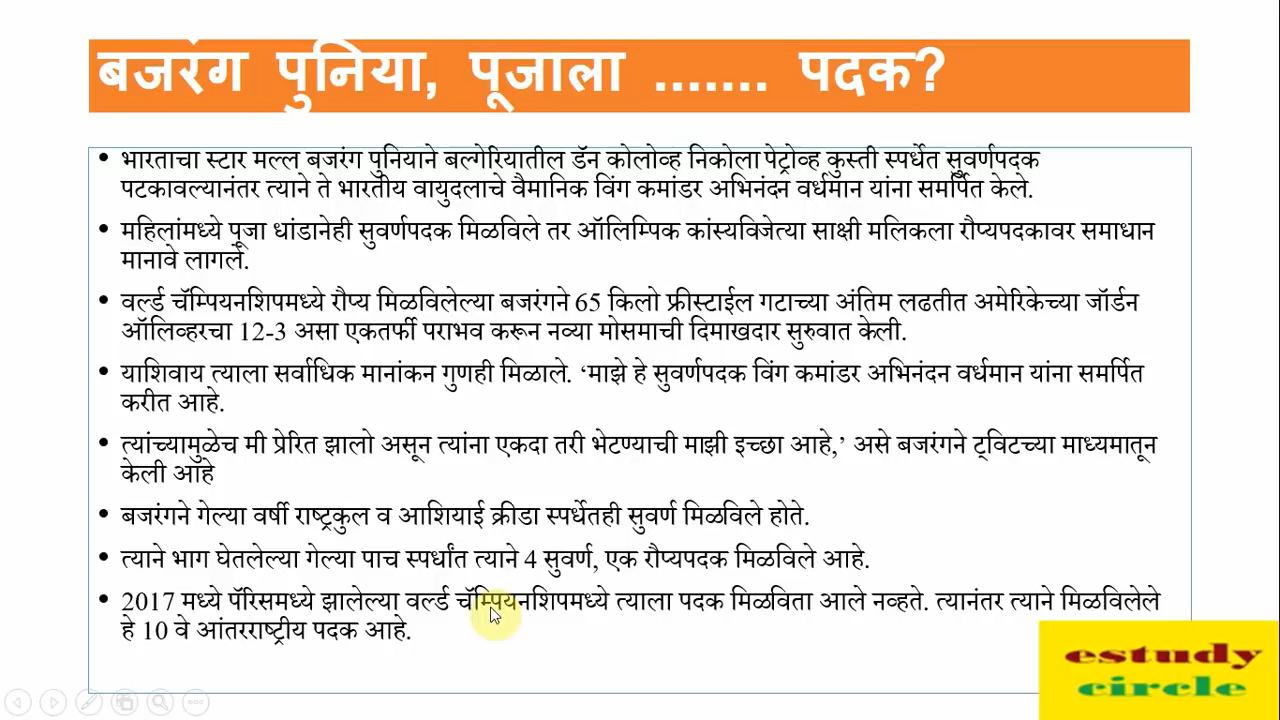 बजरंग पुनिया, पूजाला ....... पदक?
• भारताचा स्टार मल्ल बजरंग पुनियाने बल्गेरियातील डॅन कोलोव्ह निकोला पेट्रोव्ह कुस्ती स्पर्धेत सुवर्णपदक
पटकावल्यानंतर त्याने ते भारतीय वायुदलाचे वैमानिक विंग कमांडर अभिनंदन वर्धमान यांना समर्पित केले.
• महिलांमध्ये पूजा धांडानेही सुवर्णपदक मिळविले तर ऑलिम्पिक कांस्यविजेत्या साक्षी मलिकला रौप्यपदकावर समाधान
मानावे लागले.
• वर्ल्ड चॅम्पियनशिपमध्ये रौप्य मिळविलेल्या बजरंगने 65 किलो फ्रीस्टाईल गटाच्या अंतिम लढतीत अमेरिकेच्या जॉर्डन
ऑलिव्हरचा 12-3 असा एकतर्फी पराभव करून नव्या मोसमाची दिमाखदार सुरुवात केली.
• याशिवाय त्याला सर्वाधिक मानांकन गुणही मिळाले. ‘माझे हे सुवर्णपदक विंग कमांडर अभिनंदन वर्धमान यांना समर्पित
करीत आहे.
• त्यांच्यामुळेच मी प्रेरित झालो असून त्यांना एकदा तरी भेटण्याची माझी इच्छा आहे,’ असे बजरंगने ट्विटच्या माध्यमातून
केली आहे
• बजरंगने गेल्या वर्षी राष्ट्रकुल व आशियाई क्रीडा स्पर्धेतही सुवर्ण मिळविले होते.
• त्याने भाग घेतलेल्या गेल्या पाच स्पर्धांत त्याने 4 सुवर्ण, एक रौप्यपदक मिळविले आहे.
• 2017 मध्ये पॅरिसमध्ये झालेल्या वर्ल्ड चॅम्पियनशिपमध्ये त्याला पदक मिळविता आले नव्हते. त्यानंतर त्याने मिळविलेले
हे 10 वे आंतरराष्ट्रीय पदक आहे.
estudy
circle